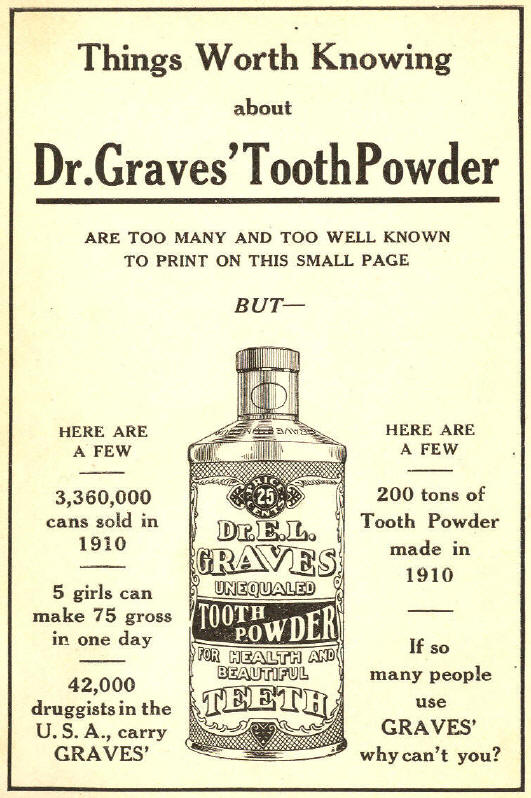 Things Worth Knowing
about
Dr. Graves' Tooth Powder
ARE TOO MANY AND TOO WELL KNOWN
TO PRINT ON THIS SMALL PAGE
BUT—
HERE ARE
A FEW
3,360,000
cans sold in
1910
5 girls can
make 75 gross
in one day
42,000
druggists in the
U. S. A., carry
GRAVES'
PRICE
25
CENTS
Dr. E. L.
GRAVES
UNEQUALED
TOOTH
POWDER
FOR HEALTH AND
BEAUTIFUL
TEETH
HERE ARE
A FEW
200 tons of
Tooth Powder
made in
1910
If so
many people
use
GRAVES'
why can't you?